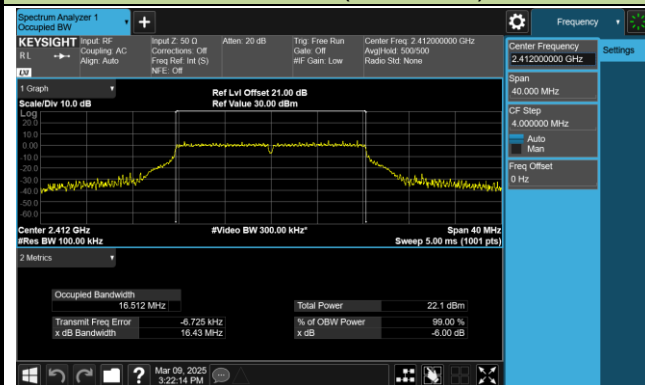 Spectrum Analyzer 1
Occupied BW
Frequency
KEYSIGHT
Input: RF
Coupling: AC
Align: Auto
Input Z: 50 Ω
Corrections: Off
Freq Ref: Int (S)
NFE: Off
Atten: 20 dB
Trig: Free Run
Gate: Off
#IF Gain: Low
Center Freq: 2.412000000 GHz
Avg|Hold: 500/500
Radio Std: None
RL
LXI
Center Frequency
2.412000000 GHz
Settings
Span
40.000 MHz
CF Step
4.000000 MHz
Auto
Man
Freq Offset
0 Hz
1 Graph
Scale/Div 10.0 dB
Ref Lvl Offset 21.00 dB
Ref Value 30.00 dBm
Log
20.0
10.0
0.00
-10.0
-20.0
-30.0
-40.0
-50.0
-60.0
Center 2.412 GHz
#Res BW 100.00 kHz
#Video BW 300.00 kHz*
Span 40 MHz
Sweep 5.00 ms (1001 pts)
2 Metrics
Occupied Bandwidth
16.512 MHz
Total Power 22.1 dBm
Transmit Freq Error -6.725 kHz
% of OBW Power 99.00 %
x dB Bandwidth 16.43 MHz
x dB -6.00 dB
Mar 09, 2025
3:22:14 PM